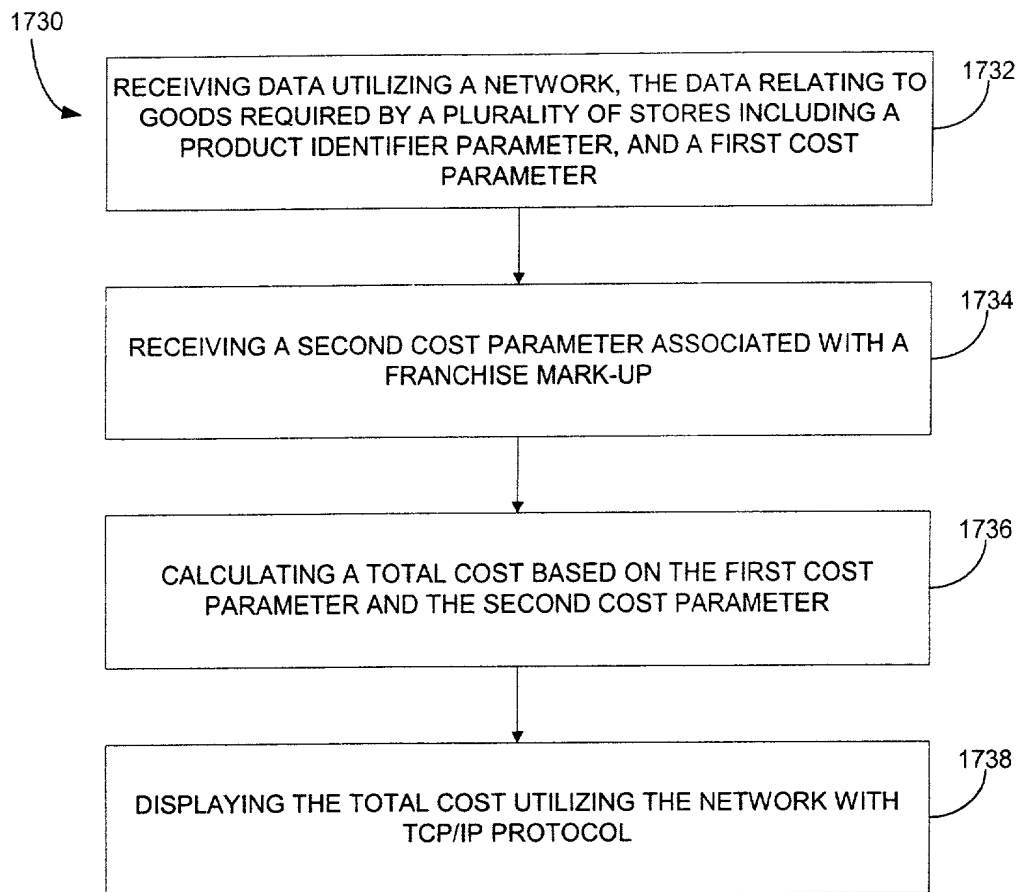 1730
RECEIVING DATA UTILIZING A NETWORK, THE DATA RELATING TO
GOODS REQUIRED BY A PLURALITY OF STORES INCLUDING A
PRODUCT IDENTIFIER PARAMETER, AND A FIRST COST
PARAMETER
1732
RECEIVING A SECOND COST PARAMETER ASSOCIATED WITH A
FRANCHISE MARK-UP
1734
CALCULATING A TOTAL COST BASED ON THE FIRST COST
PARAMETER AND THE SECOND COST PARAMETER
1736
DISPLAYING THE TOTAL COST UTILIZING THE NETWORK WITH
TCP/IP PROTOCOL
1738